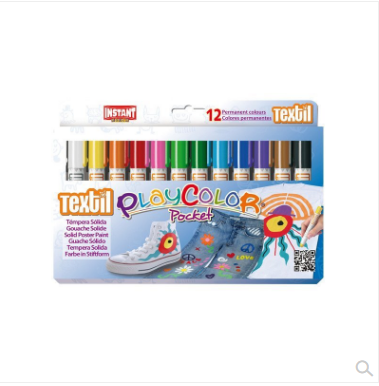 INSTANT
12 Permanent colours
Colores permanentes
Textil
Textil
PLAYCOLOR
Pocket
Témpera Sólida
Gouache Solide
Solid Poster Paint
Guache Sólido
Tempera Solida
Farbe in Stiftform
LOVE